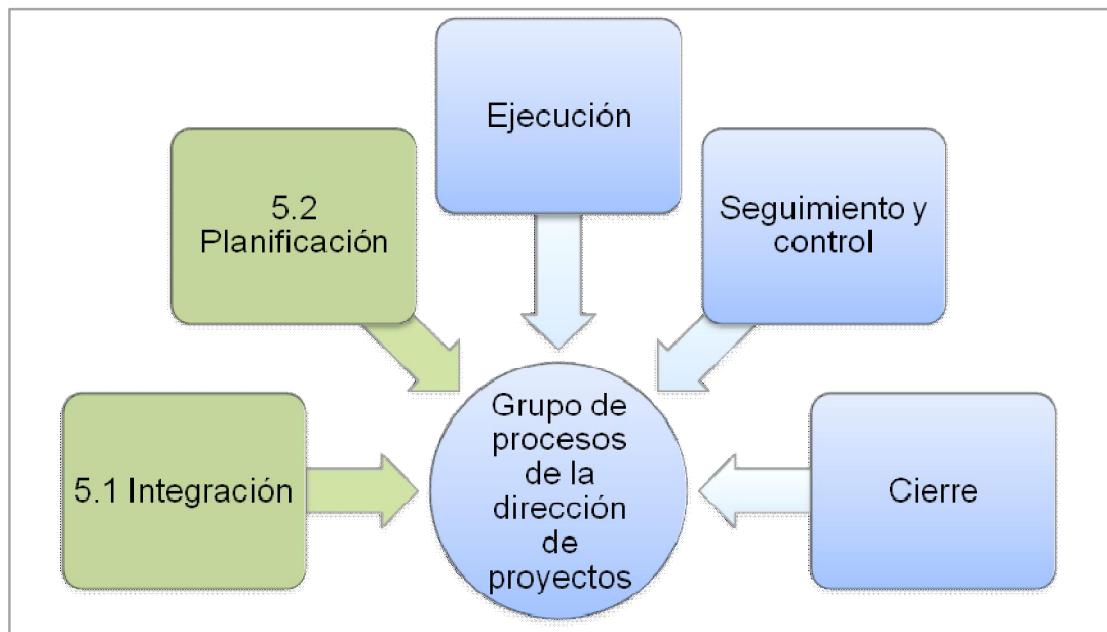 Ejecución
5.2
Planificación
Seguimiento y
control
5.1 Integración
Grupo de
procesos
de la
dirección
de
proyectos
Cierre